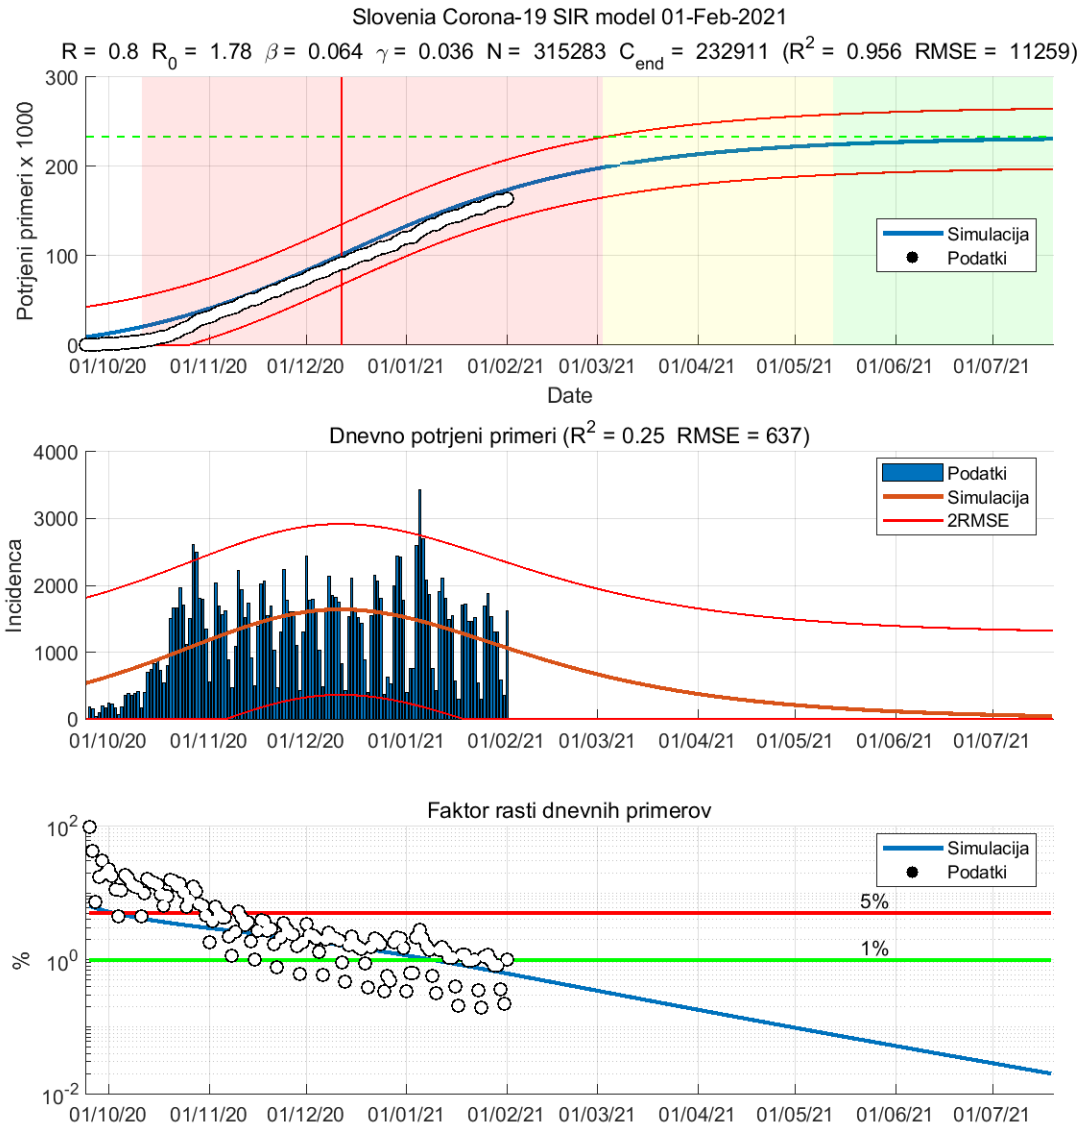 Slovenia Corona-19 SIR model 01-Feb-2021
R = 0.8 R0 = 1.78 β = 0.064 γ = 0.036 N = 315283 Cend = 232911 (R2 = 0.956 RMSE = 11259)
300
200
100
0
Potrjeni primeri x 1000
Simulacija
Podatki
01/10/20 01/11/20 01/12/20 01/01/21 01/02/21 01/03/21 01/04/21 01/05/21 01/06/21 01/07/21
Date
Dnevno potrjeni primeri (R2 = 0.25 RMSE = 637)
4000
3000
2000
1000
0
Incidenca
Podatki
Simulacija
2RMSE
01/10/20 01/11/20 01/12/20 01/01/21 01/02/21 01/03/21 01/04/21 01/05/21 01/06/21 01/07/21
Faktor rasti dnevnih primerov
10^2
10^0
10^-2
%
Simulacija
Podatki
5%
1%
01/10/20 01/11/20 01/12/20 01/01/21 01/02/21 01/03/21 01/04/21 01/05/21 01/06/21 01/07/21